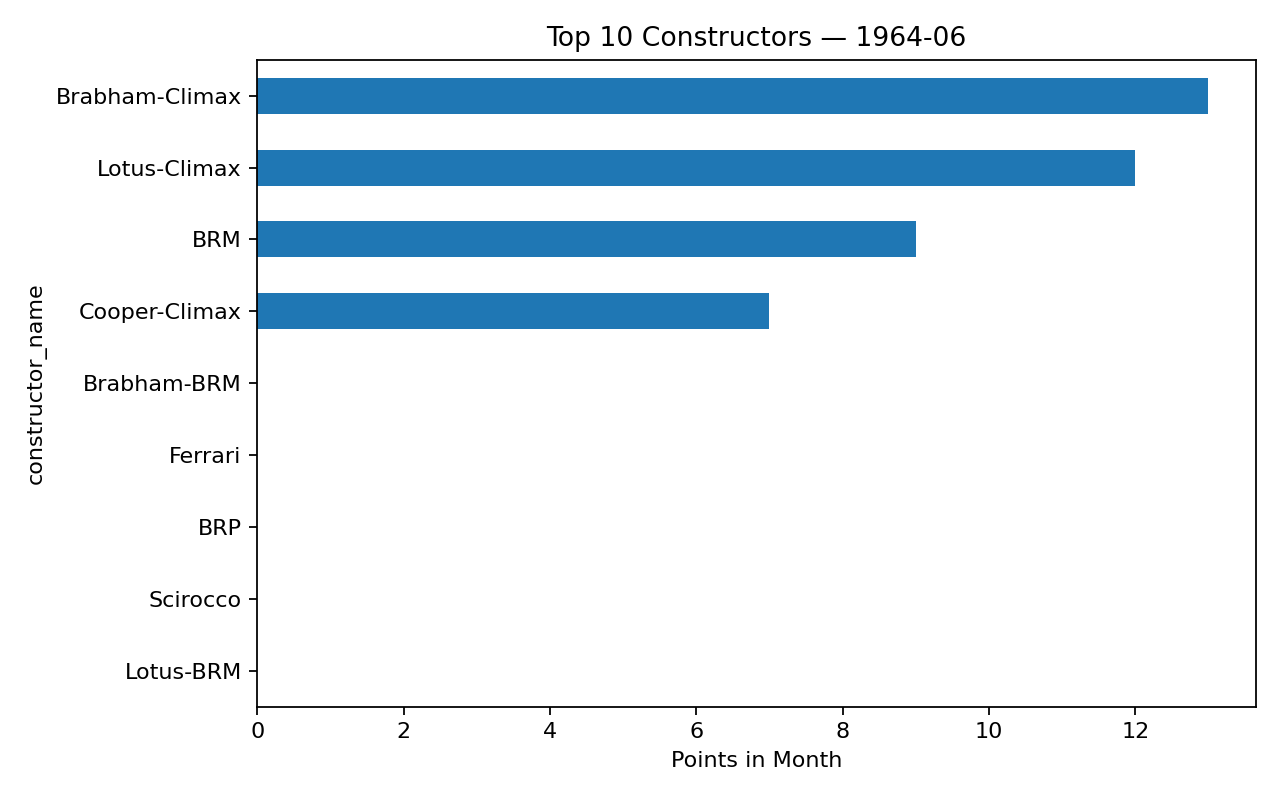 Top 10 Constructors — 1964-06
constructor_name
Brabham-Climax
Lotus-Climax
BRM
Cooper-Climax
Brabham-BRM
Ferrari
BRP
Scirocco
Lotus-BRM
0 2 4 6 8 10 12
Points in Month